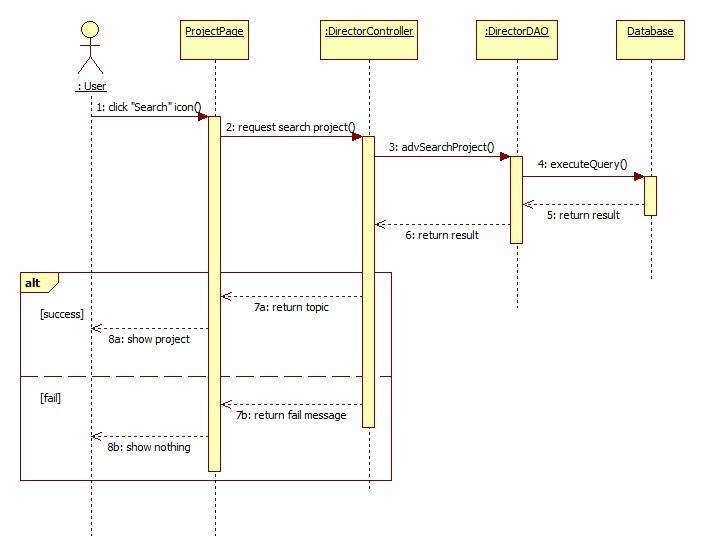 ProjectPage
:DirectorController
:DirectorDAO
Database
: User
1: click "Search" icon()
2: request search project()
3: advSearchProject()
4: executeQuery()
5: return result
6: return result
alt
7a: return topic
[success]
8a: show project
[fail]
7b: return fail message
8b: show nothing